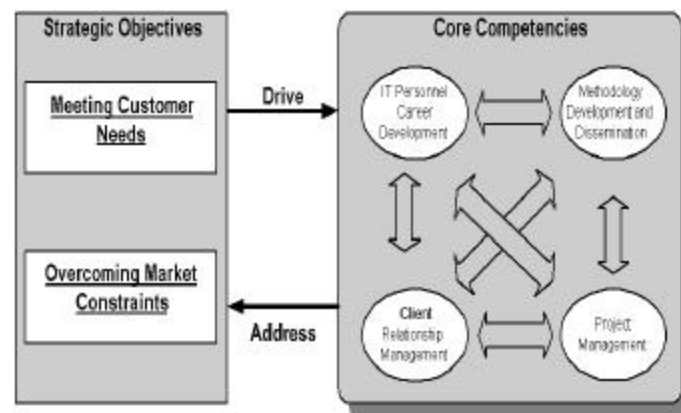 Strategic Objectives
Meeting Customer
Needs
Overcoming Market
Constraints
Drive
Address
Core Competencies
IT Personnel
Career
Development
Methodology
Development and
Dissemination
Client
Relationship
Management
Project
Management